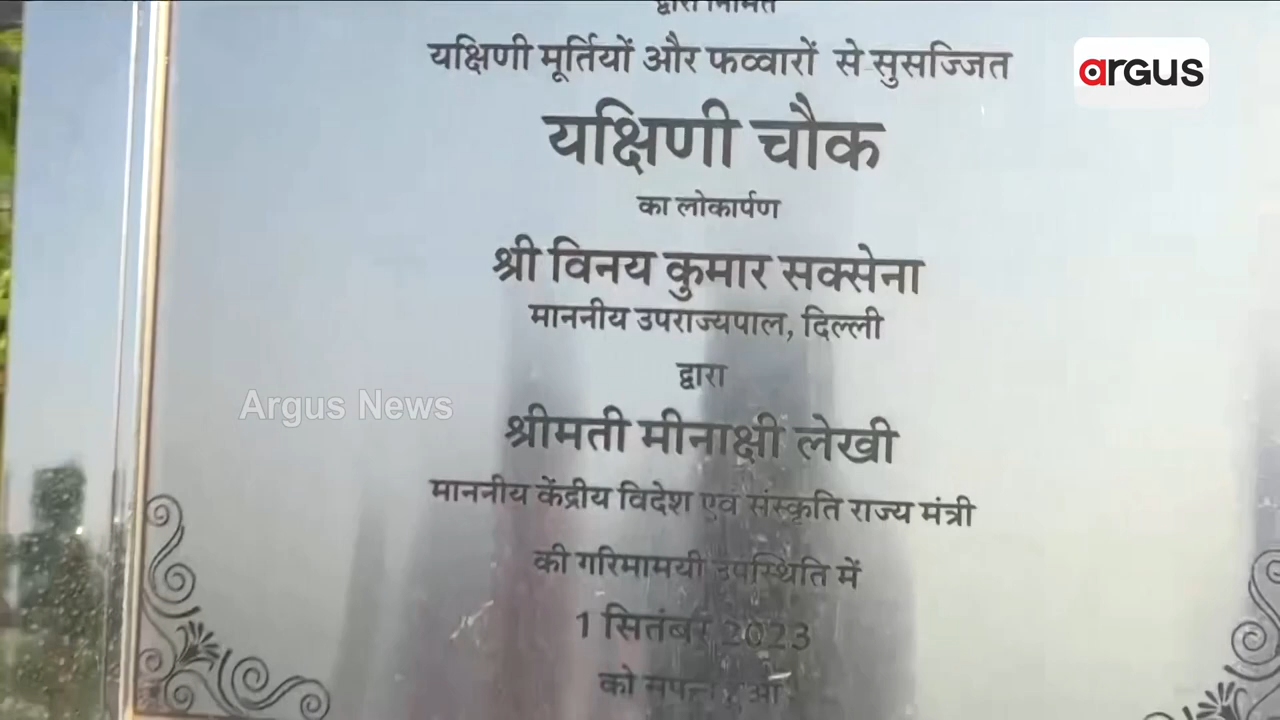 द्वारा निर्मित
यक्षिणी मूर्तियों और फव्वारों से सुसज्जित
argus
यक्षिणी चौक
का लोकार्पण
श्री विनय कुमार सक्सेना
माननीय उपराज्यपाल, दिल्ली
द्वारा
Argus News
श्रीमती मीनाक्षी लेखी
माननीय केंद्रीय विदेश एवं संस्कृति राज्य मंत्री
की गरिमामयी उपस्थिति में
1 सितंबर 2023
को संपन्न हुआ